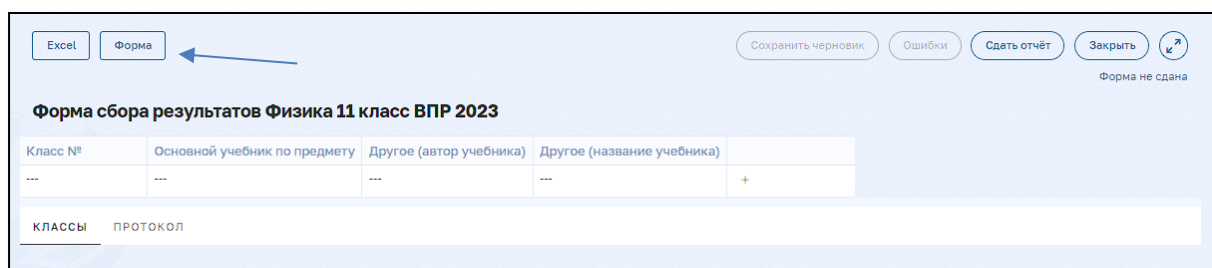 Excel Форма Сохранить черновик Ошибки Сдать отчёт Закрыть
Форма не сдана
Форма сбора результатов Физика 11 класс ВПР 2023
Класс № Основной учебник по предмету Другое (автор учебника) Другое (название учебника)
--- --- --- --- +
КЛАССЫ ПРОТОКОЛ